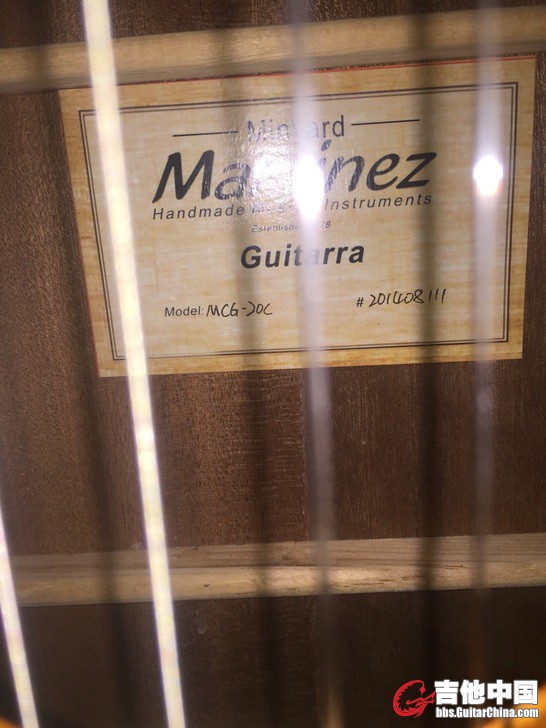 Martinez
Handmade Instruments
Guitarra
Model: MCG-20C
# 201408111
吉他中国
bbs.GuitarChina.com